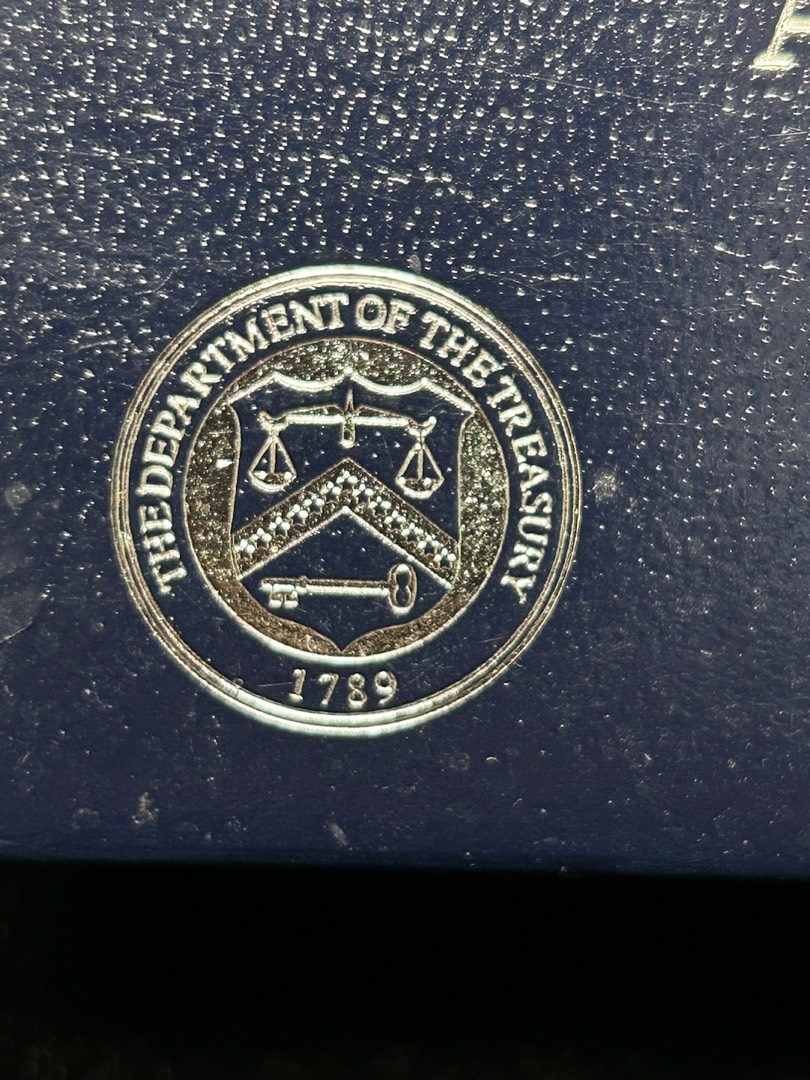 THE DEPARTMENT OF THE TREASURY
1789